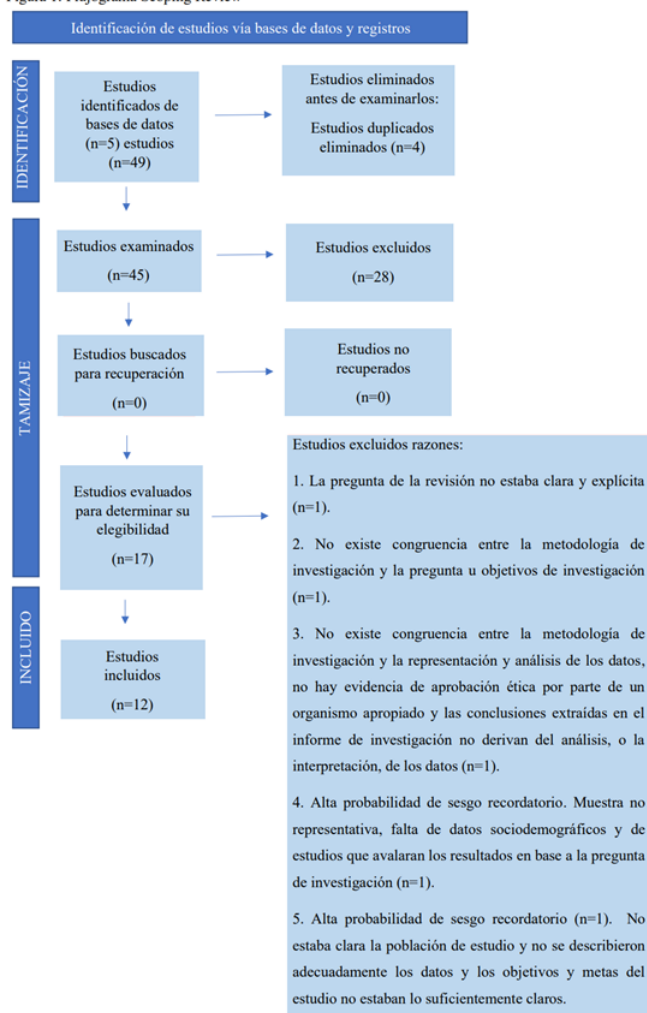 Identificación de estudios vía bases de datos y registros
IDENTIFICACIÓN
Estudios
identificados de
bases de datos
(n=5) estudios
(n=49)
Estudios eliminados
antes de examinarlos:
Estudios duplicados
eliminados (n=4)
TAMIZAJE
Estudios examinados
(n=45)
Estudios excluidos
(n=28)
Estudios buscados
para recuperación
(n=0)
Estudios no
recuperados
(n=0)
Estudios evaluados
para determinar su
elegibilidad
(n=17)
Estudios excluidos razones:
1. La pregunta de la revisión no estaba clara y explícita
(n=1).
2. No existe congruencia entre la metodología de
investigación y la pregunta u objetivos de investigación
(n=1).
3. No existe congruencia entre la metodología de
investigación y la representación y análisis de los datos,
no hay evidencia de aprobación ética por parte de un
organismo apropiado y las conclusiones extraídas en el
informe de investigación no derivan del análisis, o la
interpretación, de los datos (n=1).
4. Alta probabilidad de sesgo recordatorio. Muestra no
representativa, falta de datos sociodemográficos y de
estudios que avalaran los resultados en base a la pregunta
de investigación (n=1).
5. Alta probabilidad de sesgo recordatorio (n=1). No
estaba clara la población de estudio y no se describieron
adecuadamente los datos y los objetivos y metas del
estudio no estaban lo suficientemente claros.
INCLUIDO
Estudios
incluidos
(n=12)